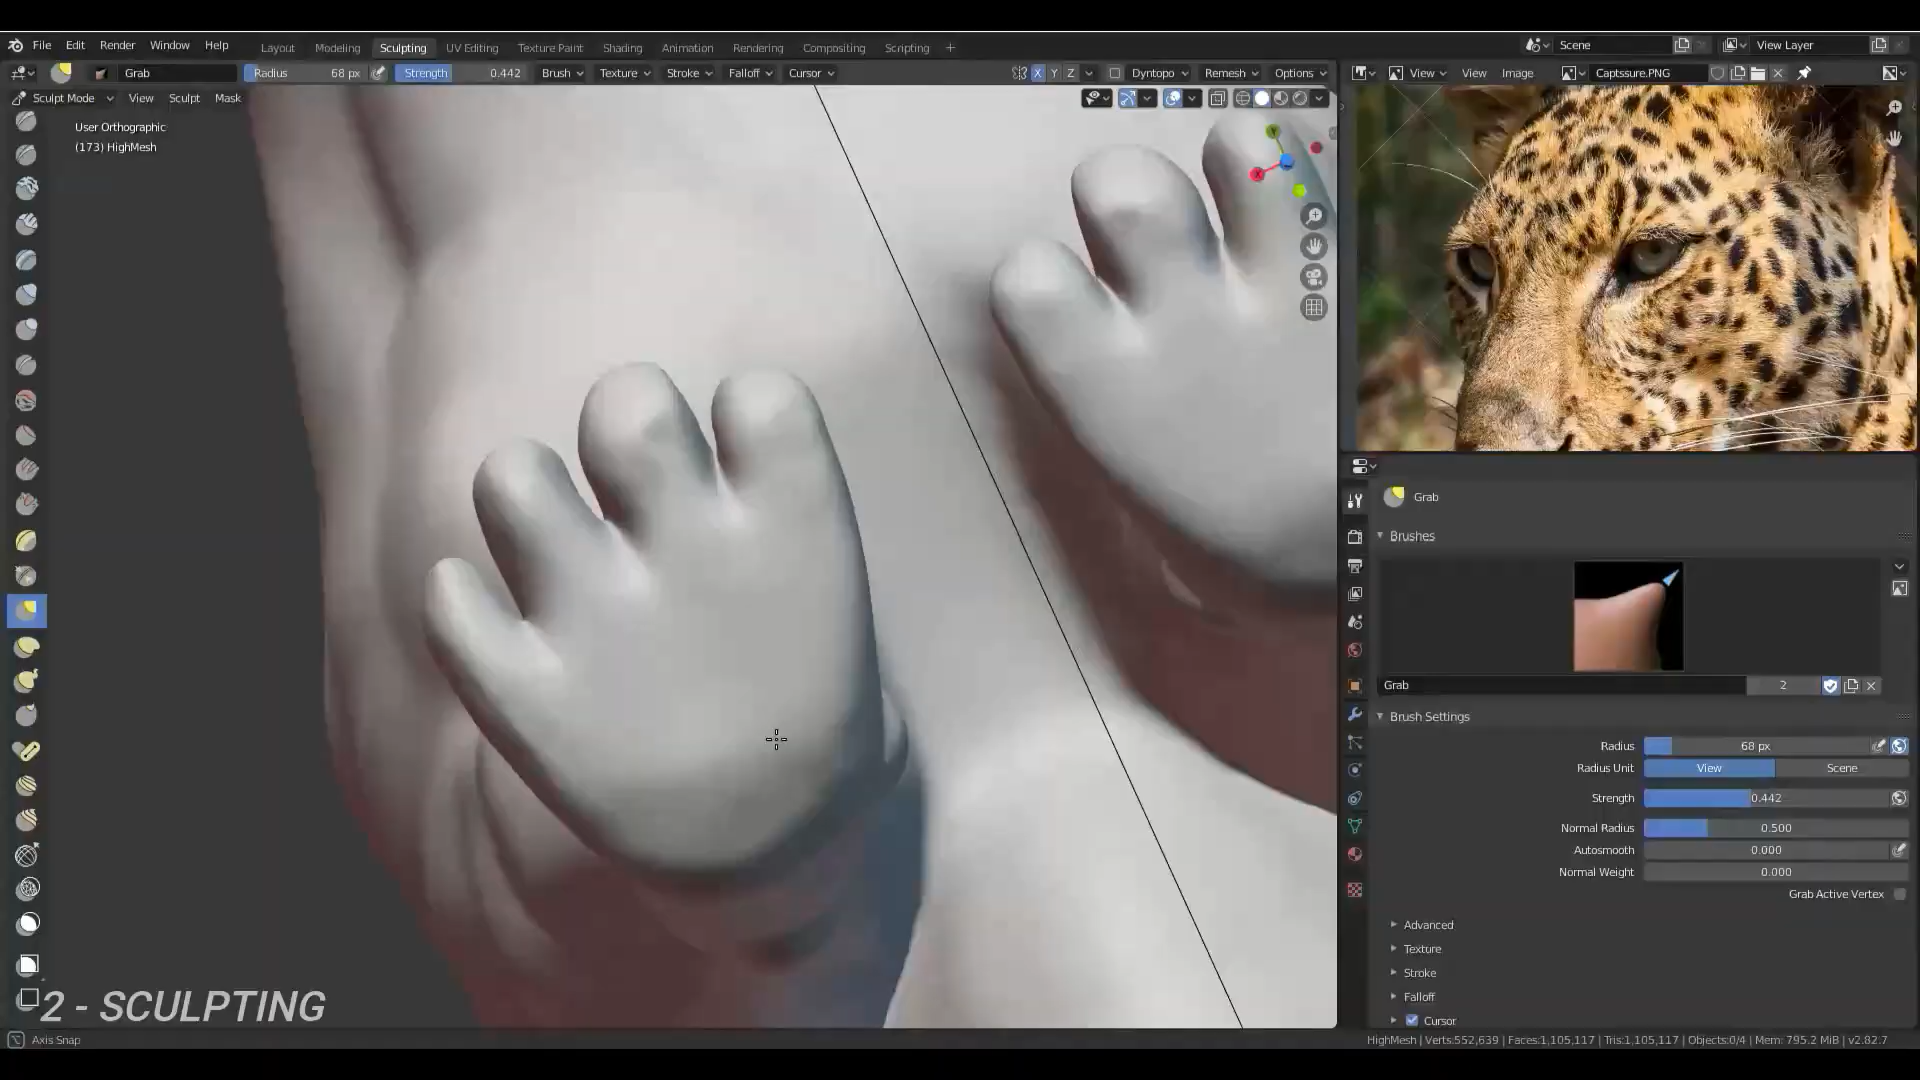 File Edit Render Window Help
Layout Modeling Sculpting UV Editing Texture Paint Shading Animation Rendering Compositing Scripting +
Scene
View Layer
Grab
Radius 68 px
Strength 0.442
Brush Texture Stroke Falloff Cursor
X Y Z
Dyntopo Remesh Options
View View Image
Captssure.PNG
Sculpt Mode View Sculpt Mask
User Orthographic
(173) HighMesh
Y
X
Grab
Brushes
Grab 2
Brush Settings
Radius 68 px
Radius Unit View Scene
Strength 0.442
Normal Radius 0.500
Autosmooth 0.000
Normal Weight 0.000
Grab Active Vertex
Advanced
Texture
Stroke
Falloff
Cursor
2 - SCULPTING
Axis Snap
HighMesh | Verts:552,639 | Faces:1,105,117 | Tris:1,105,117 | Objects:0/4 | Mem: 795.2 MiB | v2.82.7